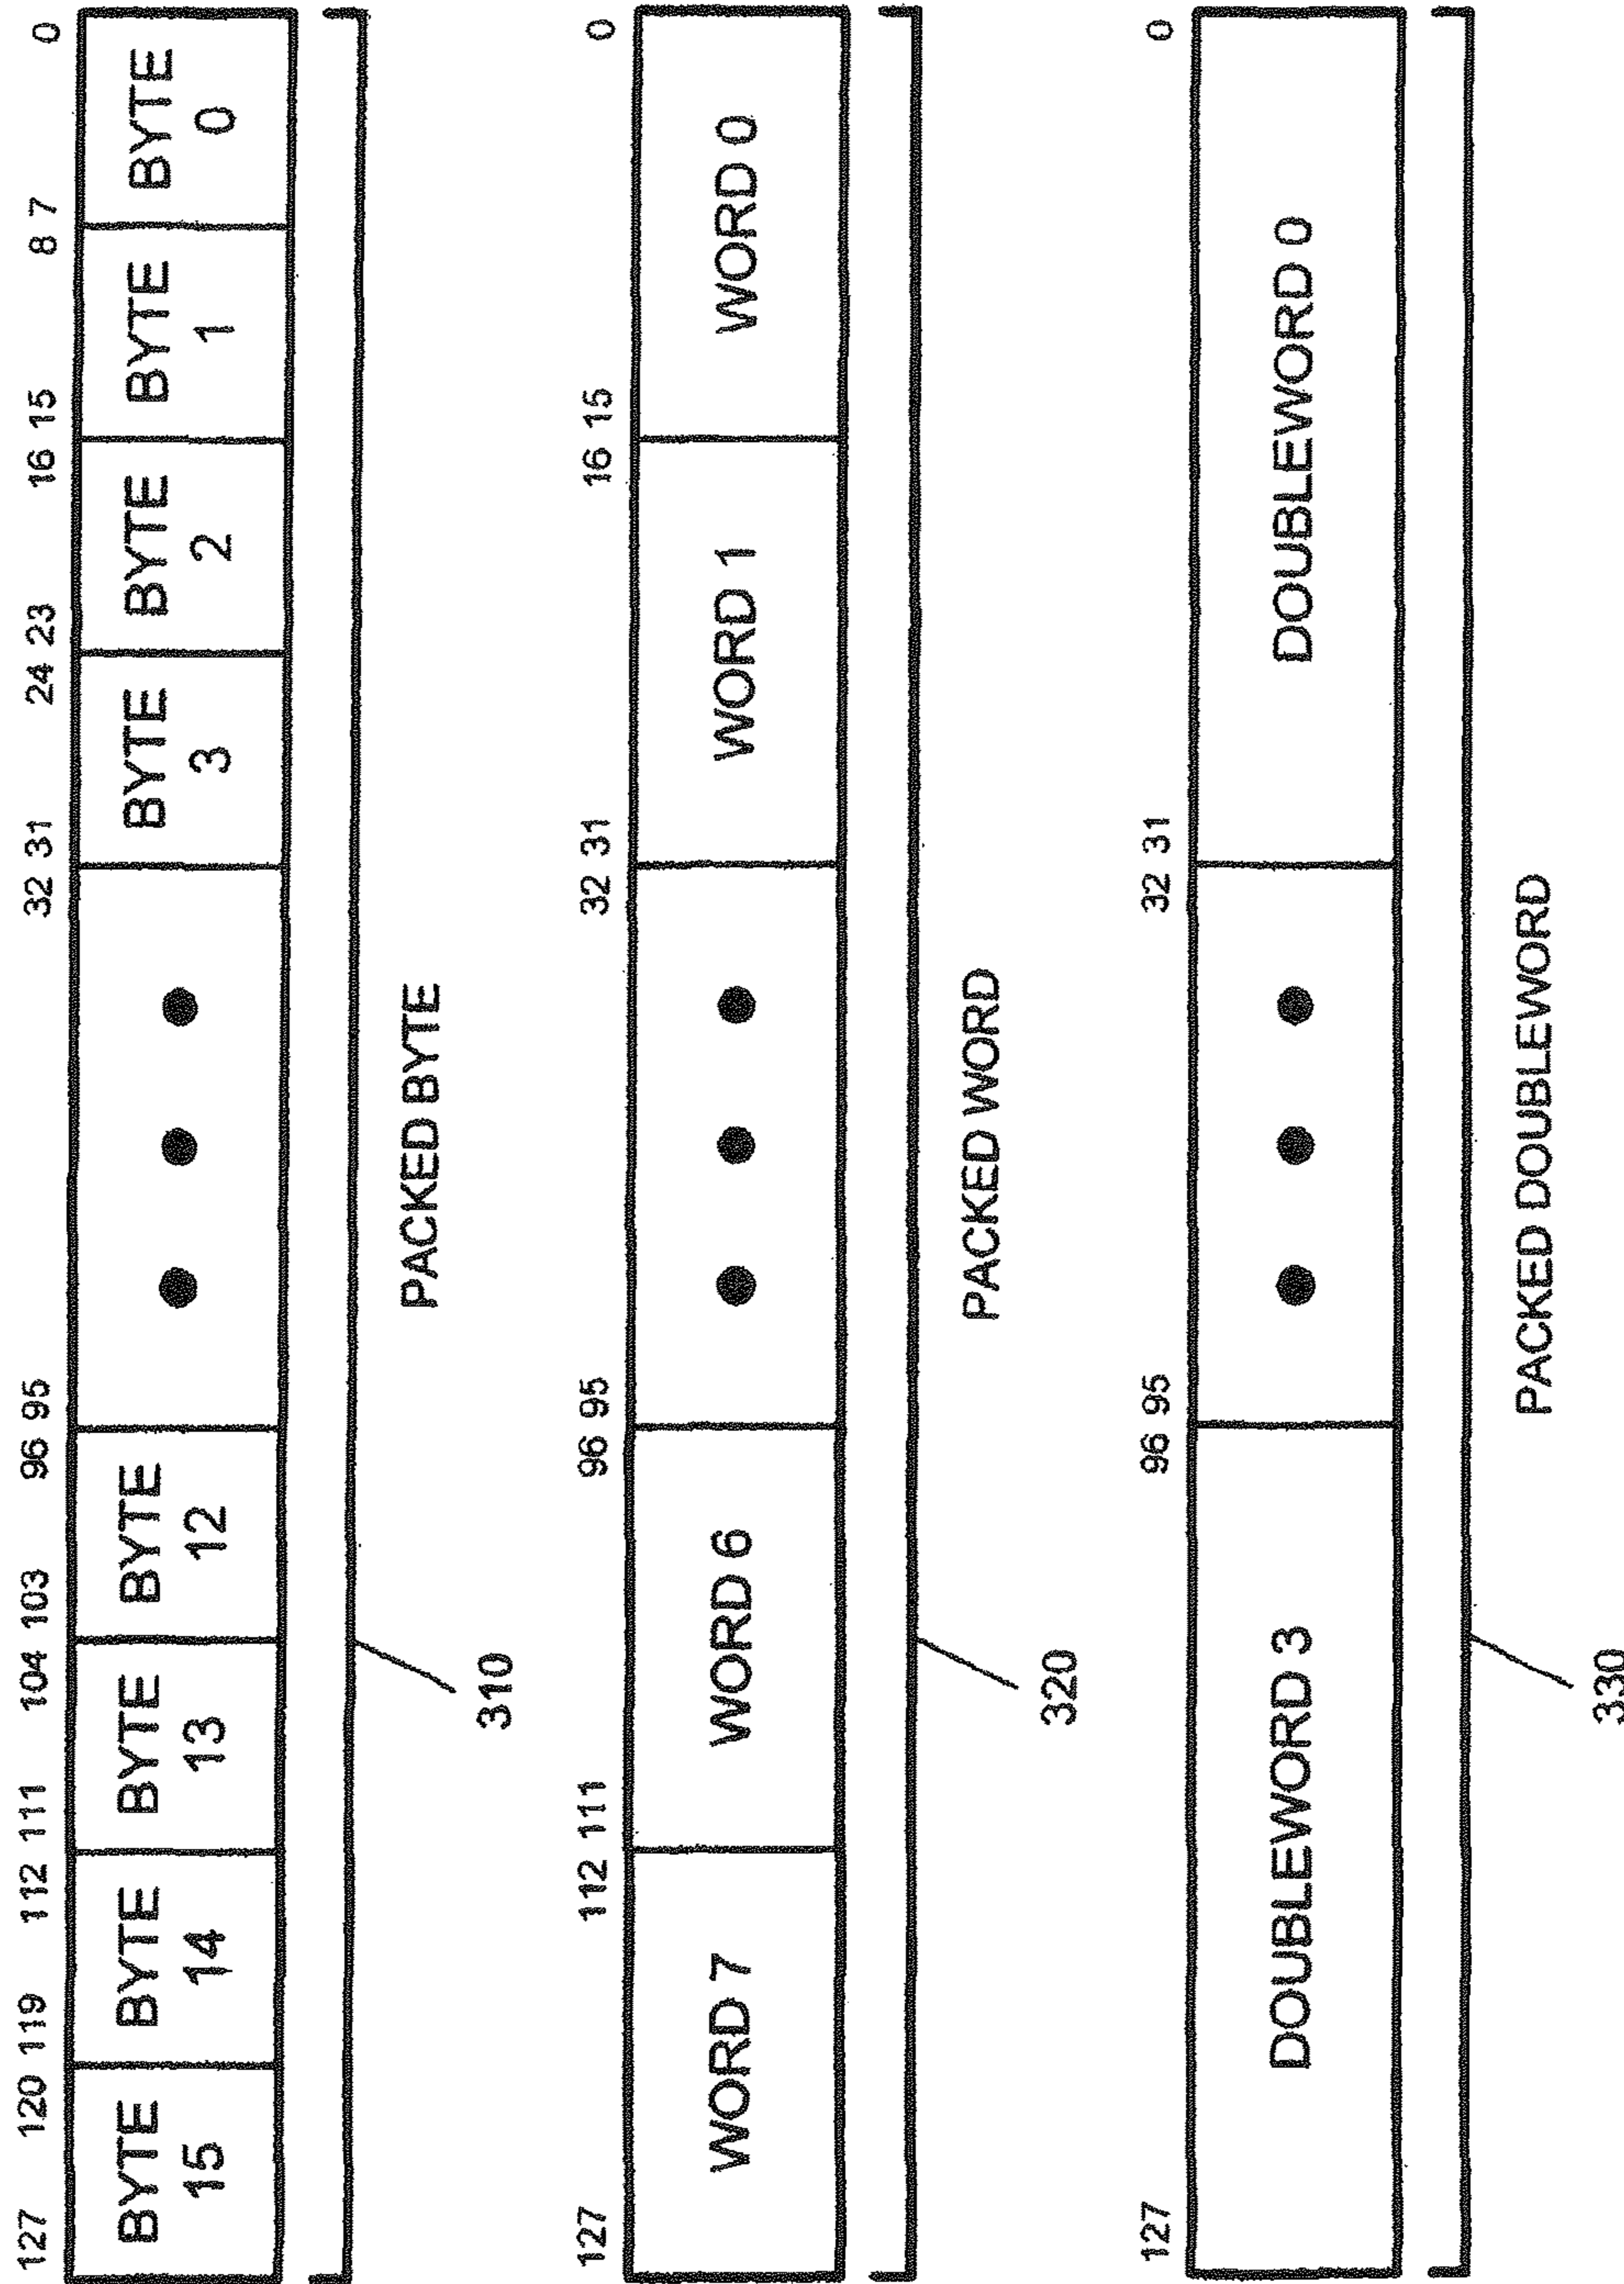 127 120 119 112 111 104 103 96 95 32 31 24 23 16 15 8 7 0
BYTE BYTE BYTE BYTE BYTE BYTE BYTE BYTE
15 14 13 12 3 2 1 0
PACKED BYTE
310
127 112 111 96 95 32 31 16 15 0
WORD 7 WORD 6 WORD 1 WORD 0
PACKED WORD
320
127 96 95 32 31 0
DOUBLEWORD 3 DOUBLEWORD 0
PACKED DOUBLEWORD
330